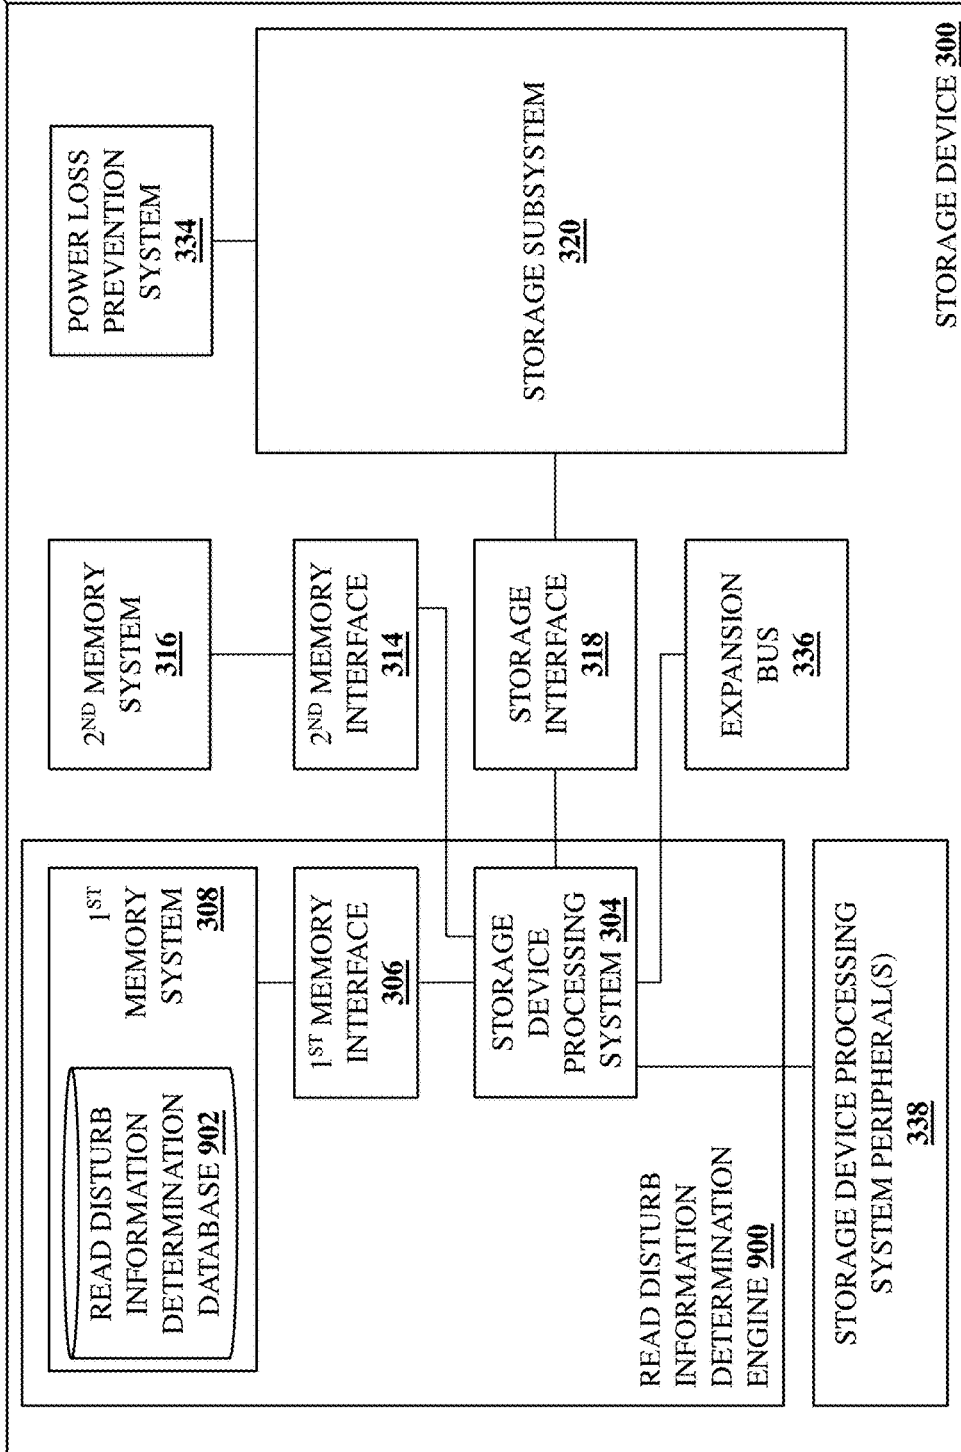 READ DISTURB
INFORMATION
DETERMINATION
DATABASE 902
1ST
MEMORY
SYSTEM
308
1ST MEMORY
INTERFACE
306
STORAGE
DEVICE
PROCESSING
SYSTEM 304
READ DISTURB
INFORMATION
DETERMINATION
ENGINE 900
STORAGE DEVICE PROCESSING
SYSTEM PERIPHERAL(S)
338
2ND MEMORY
SYSTEM
316
2ND MEMORY
INTERFACE
314
STORAGE
INTERFACE
318
EXPANSION
BUS
336
POWER LOSS
PREVENTION
SYSTEM
334
STORAGE SUBSYSTEM
320
STORAGE DEVICE 300